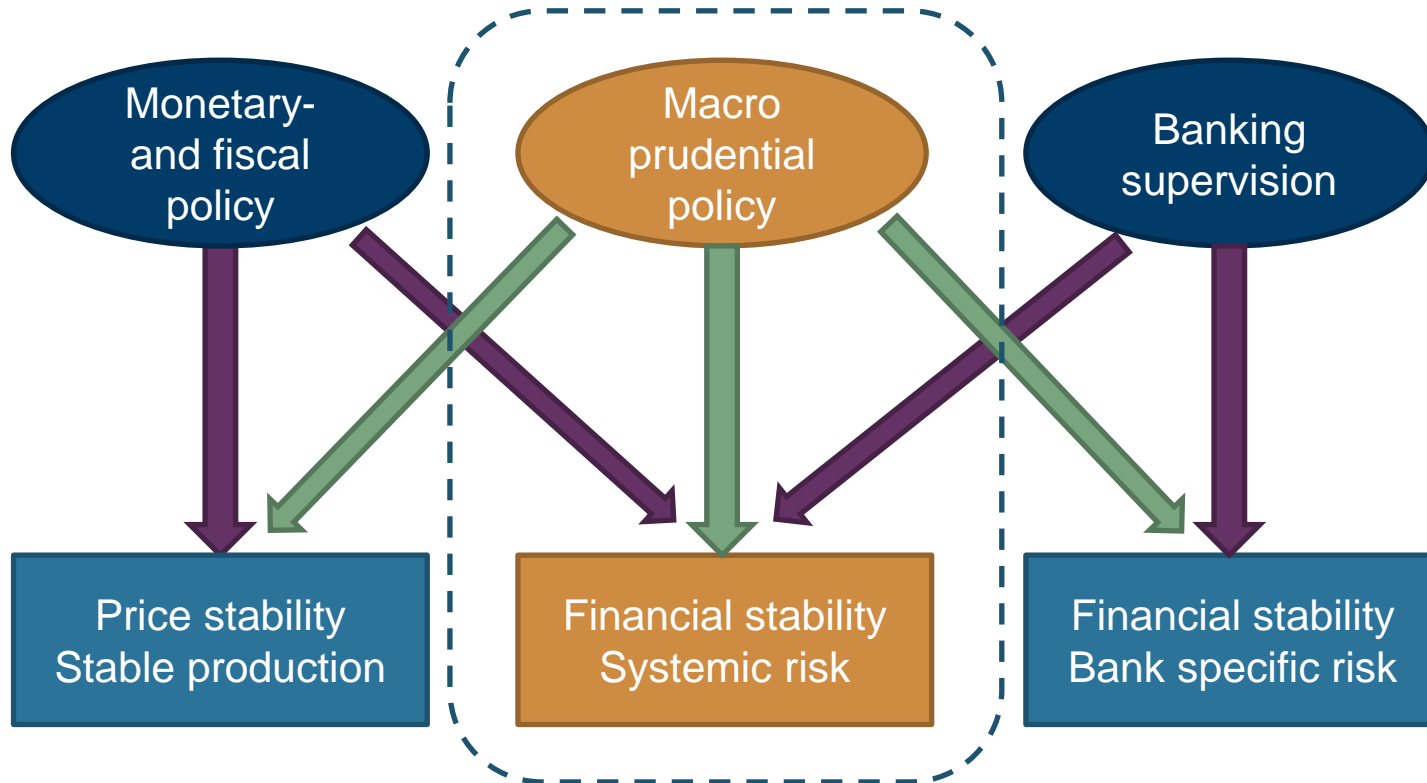 Monetary-
and fiscal
policy
Macro
prudential
policy
Banking
supervision
Price stability
Stable production
Financial stability
Systemic risk
Financial stability
Bank specific risk